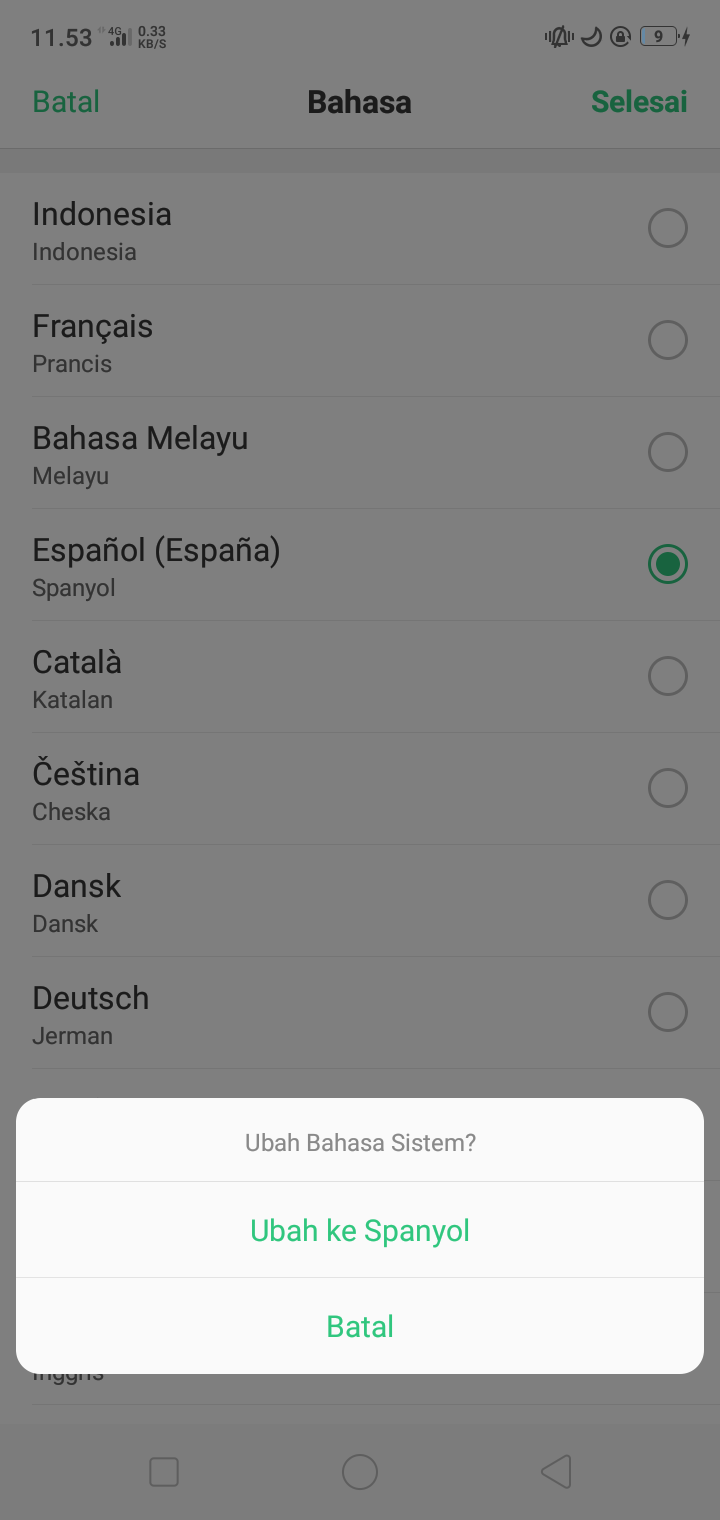 11.53 4G 0.33 KB/S 9
Batal Bahasa Selesai
Indonesia
Indonesia
Français
Prancis
Bahasa Melayu
Melayu
Español (España)
Spanyol
Català
Katalan
Čeština
Cheska
Dansk
Dansk
Deutsch
Jerman
Ubah Bahasa Sistem?
Ubah ke Spanyol
Batal
Inggris